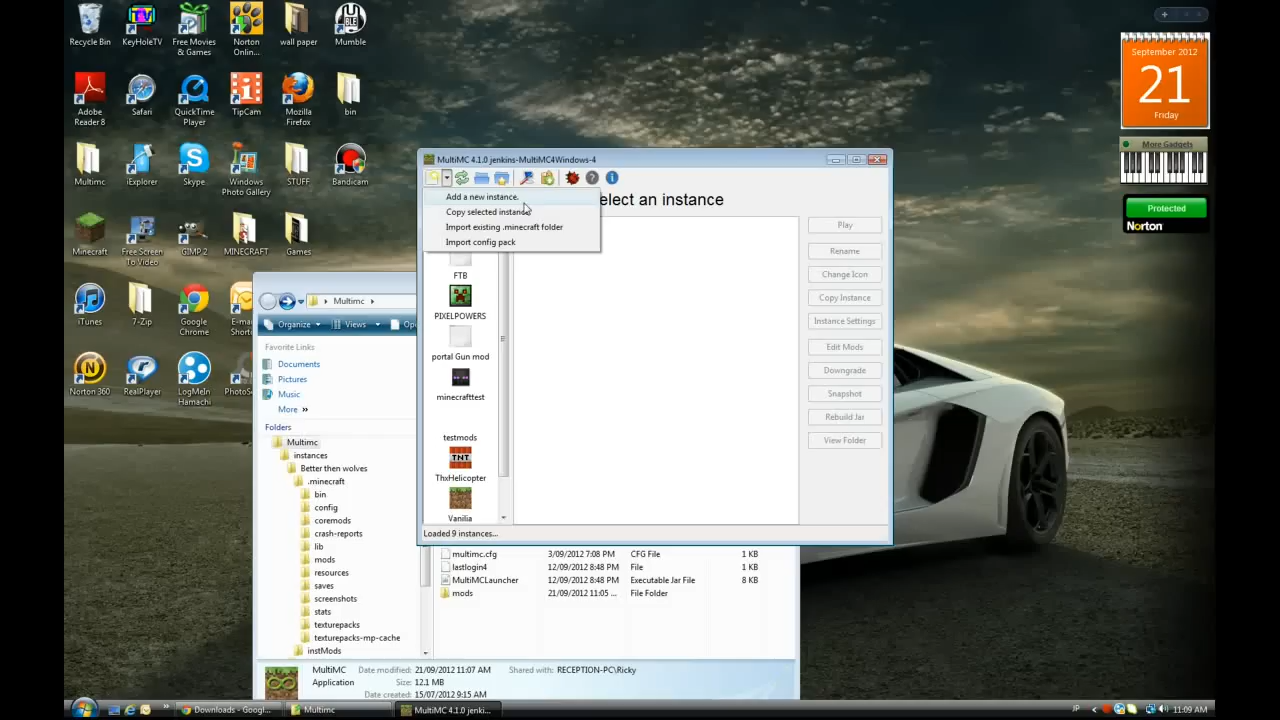 Recycle Bin
KeyHoleTV
Free Movies
& Games
Norton
Onlin...
wall paper
Mumble
Adobe
Reader 8
Safari
QuickTime
Player
TipCam
Mozilla
Firefox
bin
Multimc
iExplorer
Skype
Windows
Photo Gallery
STUFF
Bandicam
Minecraft
Free Screen
To Video
GIMP 2
MINECRAFT
Games
iTunes
7-Zip
Google
Chrome
E-ma
Shortc
Norton 360
RealPlayer
LogMeIn
Hamachi
PhotoSc
September 2012
21
Friday
More Gadgets
Protected
Norton
MultiMC 4.1.0 jenkins-MultiMC4Windows-4
elect an instance
Add a new instance.
Copy selected instance
Import existing .minecraft folder
Import config pack
FTB
PIXELPOWERS
portal Gun mod
minecrafttest
testmods
TNT
ThxHelicopter
Vanilia
Play
Rename
Change Icon
Copy Instance
Instance Settings
Edit Mods
Downgrade
Snapshot
Rebuild Jar
View Folder
Loaded 9 instances...
Multimc
Organize
Views
Op
Favorite Links
Documents
Pictures
Music
More »
Folders
Multimc
instances
Better then wolves
.minecraft
bin
config
coremods
crash-reports
lib
mods
resources
saves
screenshots
stats
texturepacks
texturepacks-mp-cache
instMods
multimc.cfg 3/09/2012 7:08 PM CFG File 1 KB
lastlogin4 12/09/2012 8:48 PM File 1 KB
MultiMCLauncher 12/09/2012 8:48 PM Executable Jar File 8 KB
mods 21/09/2012 11:05 ... File Folder
MultiMC Date modified: 21/09/2012 11:07 AM Shared with: RECEPTION-PC\Ricky
Application Size: 12.1 MB
Date created: 15/07/2012 9:15 AM
Downloads - Googl...
Multimc
MultiMC 4.1.0 jenki...
JP
11:09 AM